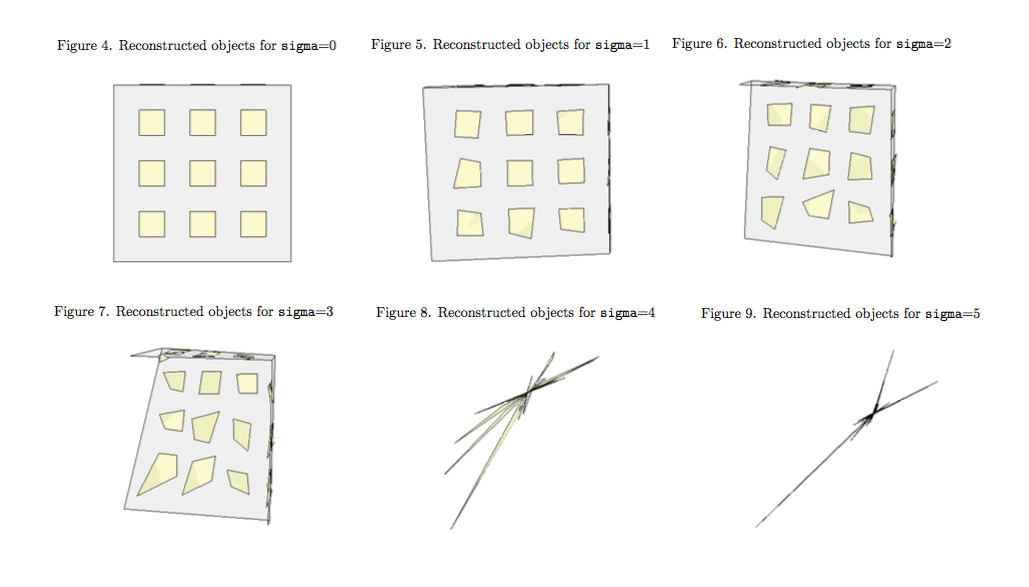 Figure 4. Reconstructed objects for sigma=0
Figure 5. Reconstructed objects for sigma=1
Figure 6. Reconstructed objects for sigma=2
Figure 7. Reconstructed objects for sigma=3
Figure 8. Reconstructed objects for sigma=4
Figure 9. Reconstructed objects for sigma=5